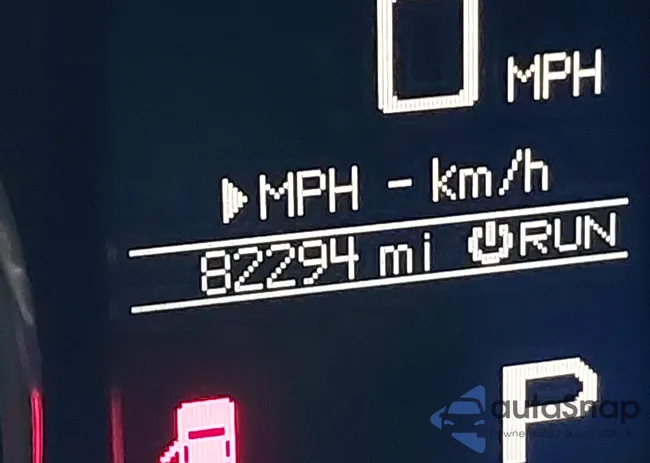 0 MPH
▶MPH - km/h
82294 mi RUN
P
autosnap